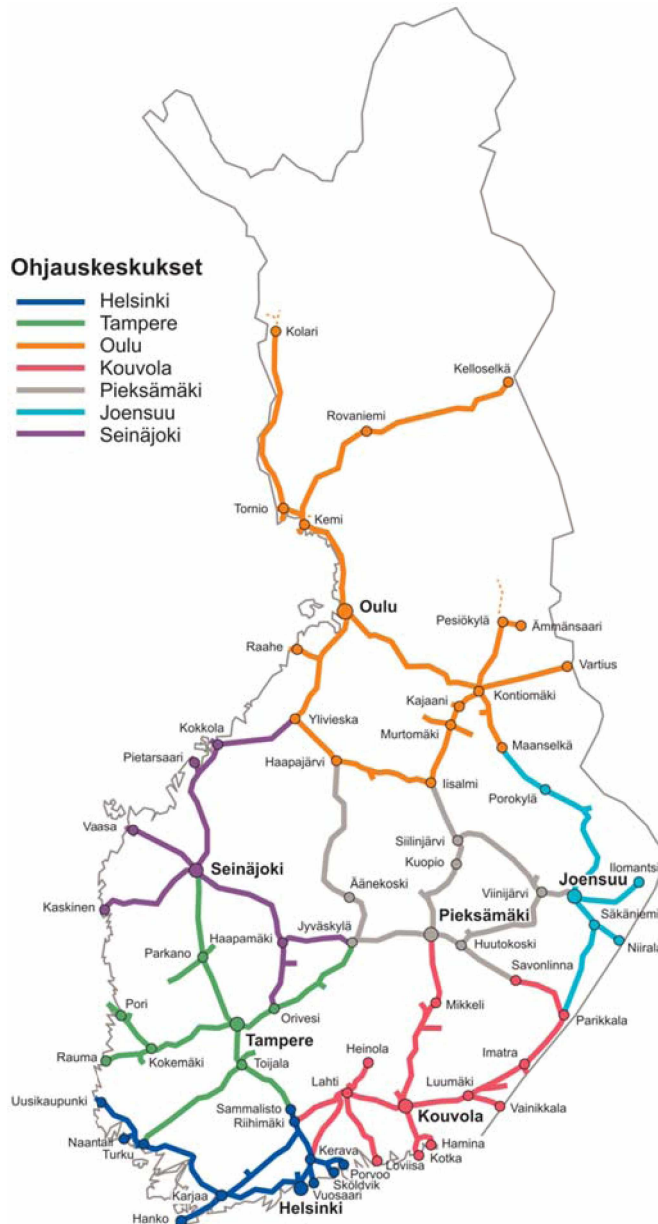 Ohjauskeskukset
Helsinki
Tampere
Oulu
Kouvola
Pieksämäki
Joensuu
Seinäjoki
Kolari
Kelloselkä
Rovaniemi
Tornio
Kemi
Oulu
Pesiökylä
Ämmänsaari
Raahe
Vartius
Kontiomäki
Kajaani
Ylivieska
Murtomäki
Kokkola
Maanselkä
Pietarsaari
Haapajärvi
Iisalmi
Porokylä
Vaasa
Siilinjärvi
Kuopio
Seinäjoki
Ilomantsi
Joensuu
Äänekoski
Viinijärvi
Kaskinen
Säkäniemi
Pieksämäki
Haapamäki
Jyväskylä
Huutokoski
Niirala
Parkano
Savonlinna
Pori
Mikkeli
Orivesi
Parikkala
Tampere
Rauma
Kokemäki
Heinola
Imatra
Toijala
Lahti
Luumäki
Uusikaupunki
Sammalisto
Kouvola
Vainikkala
Riihimäki
Naantali
Turku
Kerava
Hamina
Kotka
Loviisa
Porvoo
Sköldvik
Karjaa
Vuosaari
Helsinki
Hanko